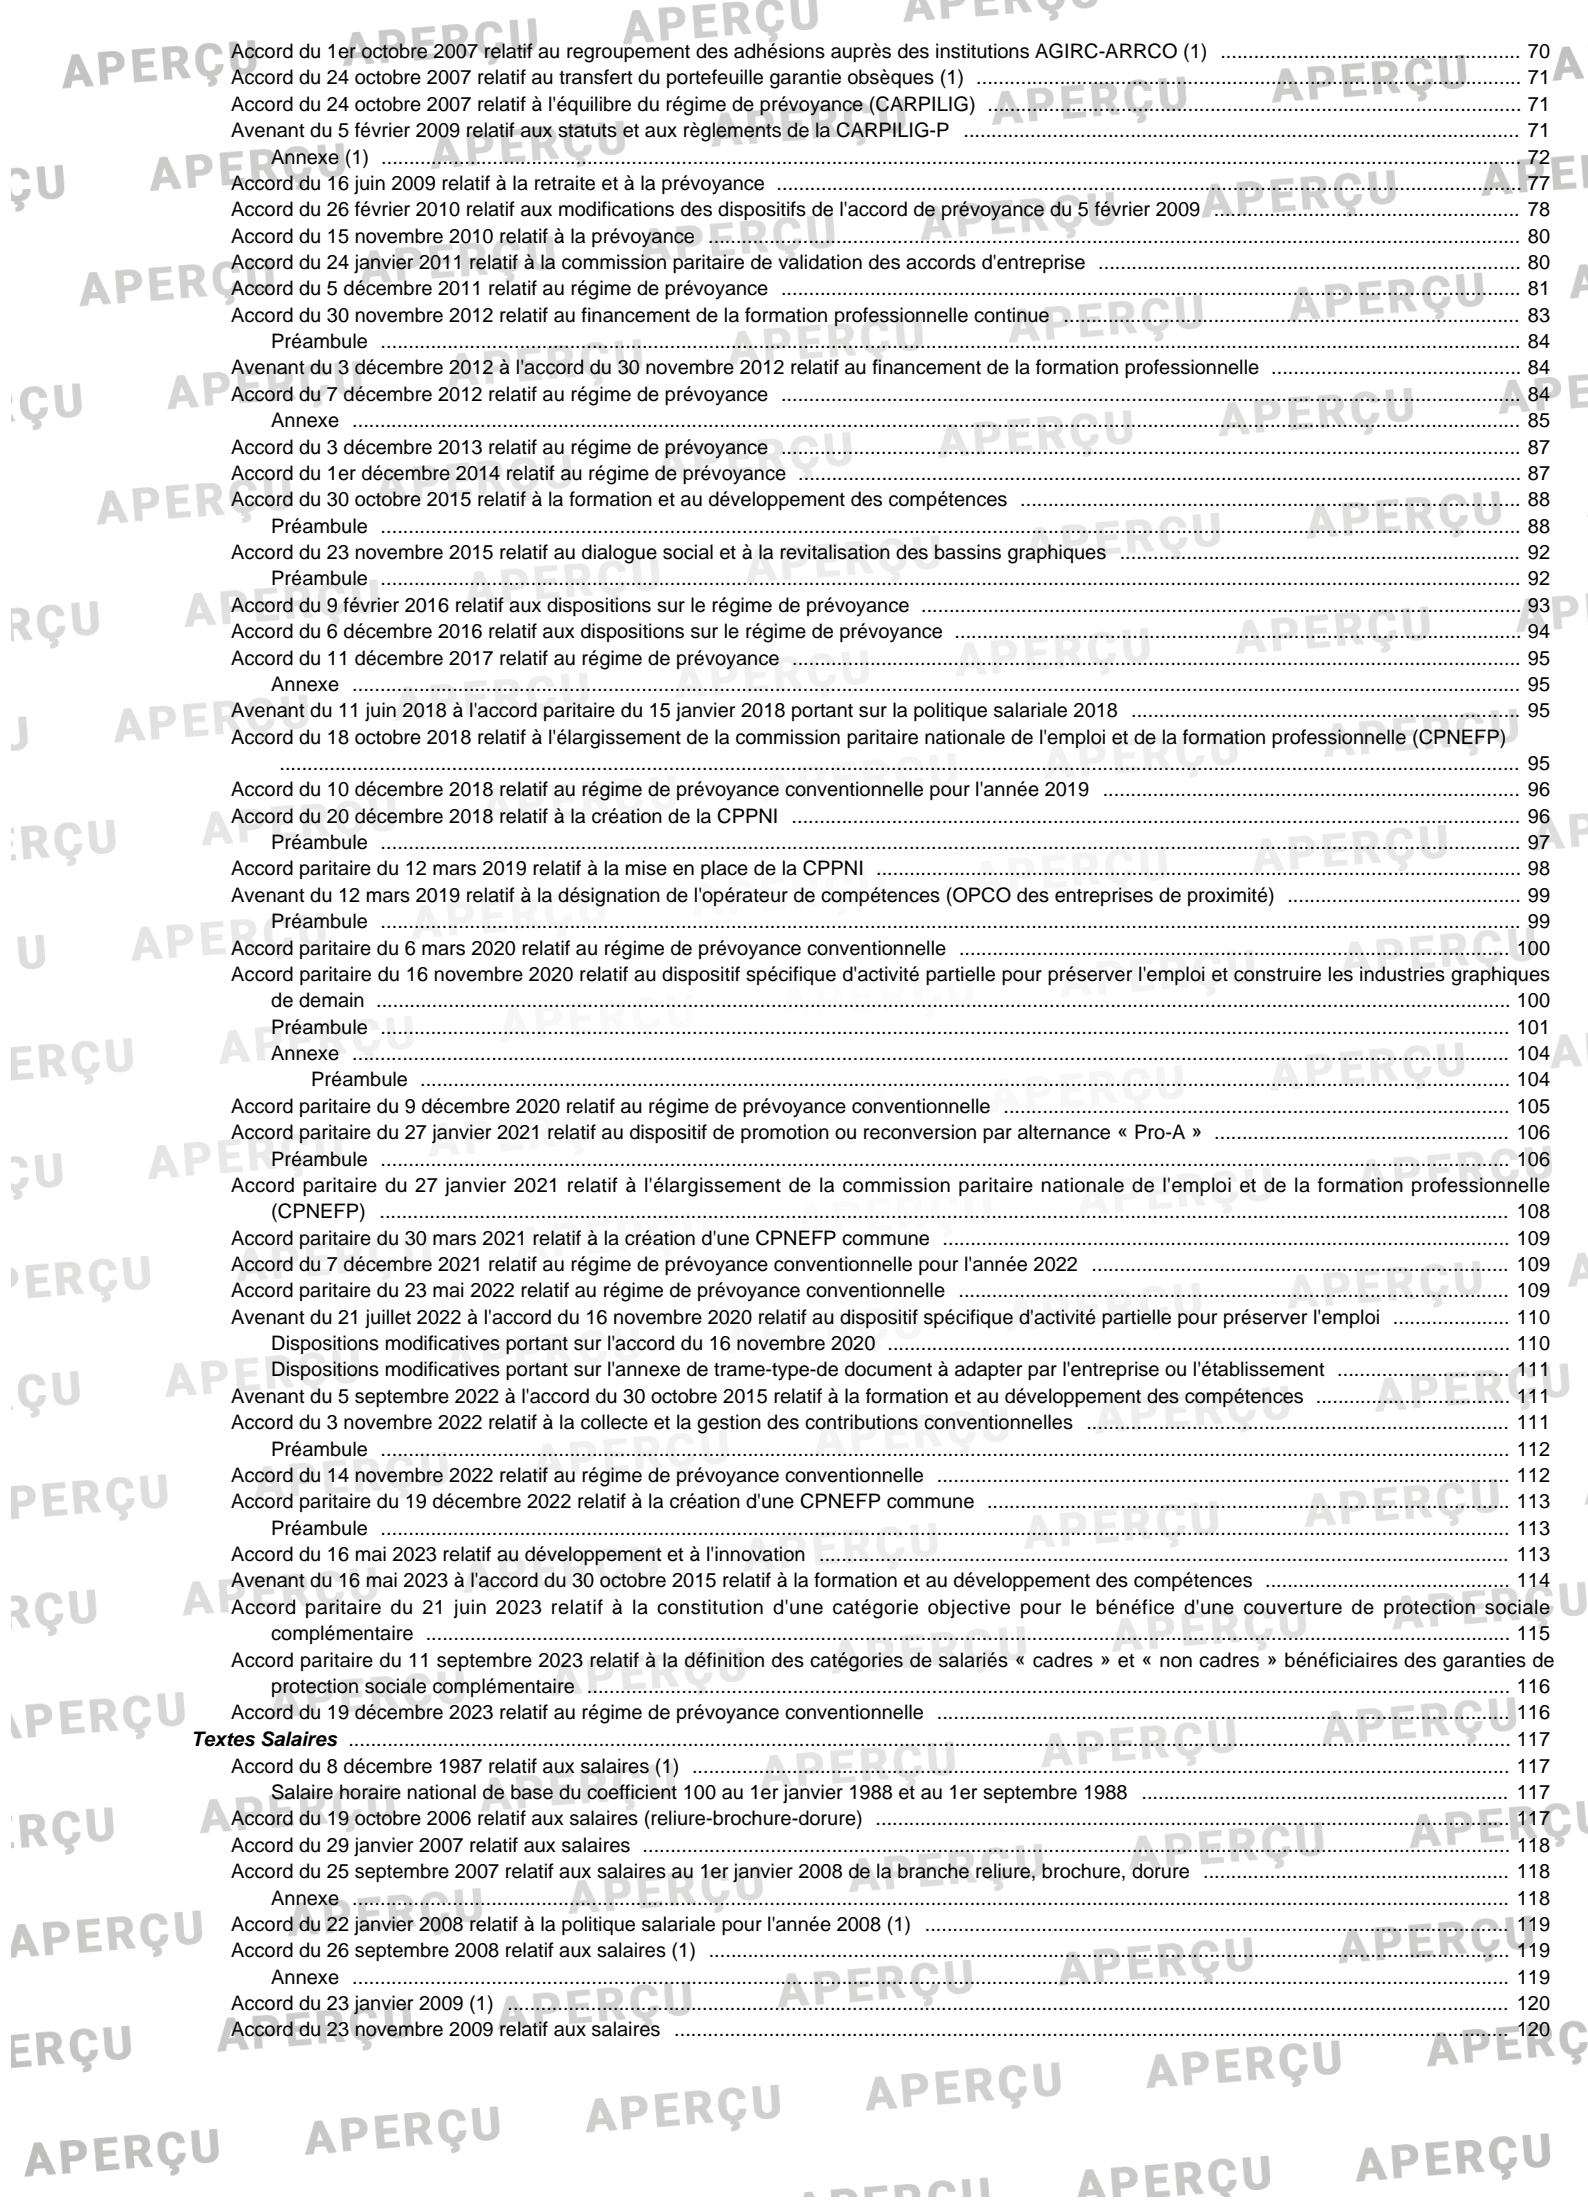 Accord du 1er octobre 2007 relatif au regroupement des adhésions auprès des institutions AGIRC-ARRCO (1) ... 70
Accord du 24 octobre 2007 relatif au transfert du portefeuille garantie obsèques (1) ... 71
Accord du 24 octobre 2007 relatif à l'équilibre du régime de prévoyance (CARPILIG) ... 71
Avenant du 5 février 2009 relatif aux statuts et aux règlements de la CARPILIG-P ... 71
Annexe (1) ... 72
Accord du 16 juin 2009 relatif à la retraite et à la prévoyance ... 77
Accord du 26 février 2010 relatif aux modifications des dispositifs de l'accord de prévoyance du 5 février 2009 ... 78
Accord du 15 novembre 2010 relatif à la prévoyance ... 80
Accord du 24 janvier 2011 relatif à la commission paritaire de validation des accords d'entreprise ... 80
Accord du 5 décembre 2011 relatif au régime de prévoyance ... 81
Accord du 30 novembre 2012 relatif au financement de la formation professionnelle continue ... 83
Préambule ... 84
Avenant du 3 décembre 2012 à l'accord du 30 novembre 2012 relatif au financement de la formation professionnelle ... 84
Accord du 7 décembre 2012 relatif au régime de prévoyance ... 84
Annexe ... 85
Accord du 3 décembre 2013 relatif au régime de prévoyance ... 87
Accord du 1er décembre 2014 relatif au régime de prévoyance ... 87
Accord du 30 octobre 2015 relatif à la formation et au développement des compétences ... 88
Préambule ... 88
Accord du 23 novembre 2015 relatif au dialogue social et à la revitalisation des bassins graphiques ... 92
Préambule ... 92
Accord du 9 février 2016 relatif aux dispositions sur le régime de prévoyance ... 93
Accord du 6 décembre 2016 relatif aux dispositions sur le régime de prévoyance ... 94
Accord du 11 décembre 2017 relatif au régime de prévoyance ... 95
Annexe ... 95
Avenant du 11 juin 2018 à l'accord paritaire du 15 janvier 2018 portant sur la politique salariale 2018 ... 95
Accord du 18 octobre 2018 relatif à l'élargissement de la commission paritaire nationale de l'emploi et de la formation professionnelle (CPNEFP)
... 95
Accord du 10 décembre 2018 relatif au régime de prévoyance conventionnelle pour l'année 2019 ... 96
Accord du 20 décembre 2018 relatif à la création de la CPPNI ... 96
Préambule ... 97
Accord paritaire du 12 mars 2019 relatif à la mise en place de la CPPNI ... 98
Avenant du 12 mars 2019 relatif à la désignation de l'opérateur de compétences (OPCO des entreprises de proximité) ... 99
Préambule ... 99
Accord paritaire du 6 mars 2020 relatif au régime de prévoyance conventionnelle ... 100
Accord paritaire du 16 novembre 2020 relatif au dispositif spécifique d'activité partielle pour préserver l'emploi et construire les industries graphiques
de demain ... 100
Préambule ... 101
Annexe ... 104
Préambule ... 104
Accord paritaire du 9 décembre 2020 relatif au régime de prévoyance conventionnelle ... 105
Accord paritaire du 27 janvier 2021 relatif au dispositif de promotion ou reconversion par alternance « Pro-A » ... 106
Préambule ... 106
Accord paritaire du 27 janvier 2021 relatif à l'élargissement de la commission paritaire nationale de l'emploi et de la formation professionnelle
(CPNEFP) ... 108
Accord paritaire du 30 mars 2021 relatif à la création d'une CPNEFP commune ... 109
Accord du 7 décembre 2021 relatif au régime de prévoyance conventionnelle pour l'année 2022 ... 109
Accord paritaire du 23 mai 2022 relatif au régime de prévoyance conventionnelle ... 109
Avenant du 21 juillet 2022 à l'accord du 16 novembre 2020 relatif au dispositif spécifique d'activité partielle pour préserver l'emploi ... 110
Dispositions modificatives portant sur l'accord du 16 novembre 2020 ... 110
Dispositions modificatives portant sur l'annexe de trame-type-de document à adapter par l'entreprise ou l'établissement ... 111
Avenant du 5 septembre 2022 à l'accord du 30 octobre 2015 relatif à la formation et au développement des compétences ... 111
Accord du 3 novembre 2022 relatif à la collecte et la gestion des contributions conventionnelles ... 111
Préambule ... 112
Accord du 14 novembre 2022 relatif au régime de prévoyance conventionnelle ... 112
Accord paritaire du 19 décembre 2022 relatif à la création d'une CPNEFP commune ... 113
Préambule ... 113
Accord du 16 mai 2023 relatif au développement et à l'innovation ... 113
Avenant du 16 mai 2023 à l'accord du 30 octobre 2015 relatif à la formation et au développement des compétences ... 114
Accord paritaire du 21 juin 2023 relatif à la constitution d'une catégorie objective pour le bénéfice d'une couverture de protection sociale
complémentaire ... 115
Accord paritaire du 11 septembre 2023 relatif à la définition des catégories de salariés « cadres » et « non cadres » bénéficiaires des garanties de
protection sociale complémentaire ... 116
Accord du 19 décembre 2023 relatif au régime de prévoyance conventionnelle ... 116
Textes Salaires ... 117
Accord du 8 décembre 1987 relatif aux salaires (1) ... 117
Salaire horaire national de base du coefficient 100 au 1er janvier 1988 et au 1er septembre 1988 ... 117
Accord du 19 octobre 2006 relatif aux salaires (reliure-brochure-dorure) ... 117
Accord du 29 janvier 2007 relatif aux salaires ... 118
Accord du 25 septembre 2007 relatif aux salaires au 1er janvier 2008 de la branche reliure, brochure, dorure ... 118
Annexe ... 118
Accord du 22 janvier 2008 relatif à la politique salariale pour l'année 2008 (1) ... 119
Accord du 26 septembre 2008 relatif aux salaires (1) ... 119
Annexe ... 119
Accord du 23 janvier 2009 (1) ... 120
Accord du 23 novembre 2009 relatif aux salaires ... 120
APERÇU